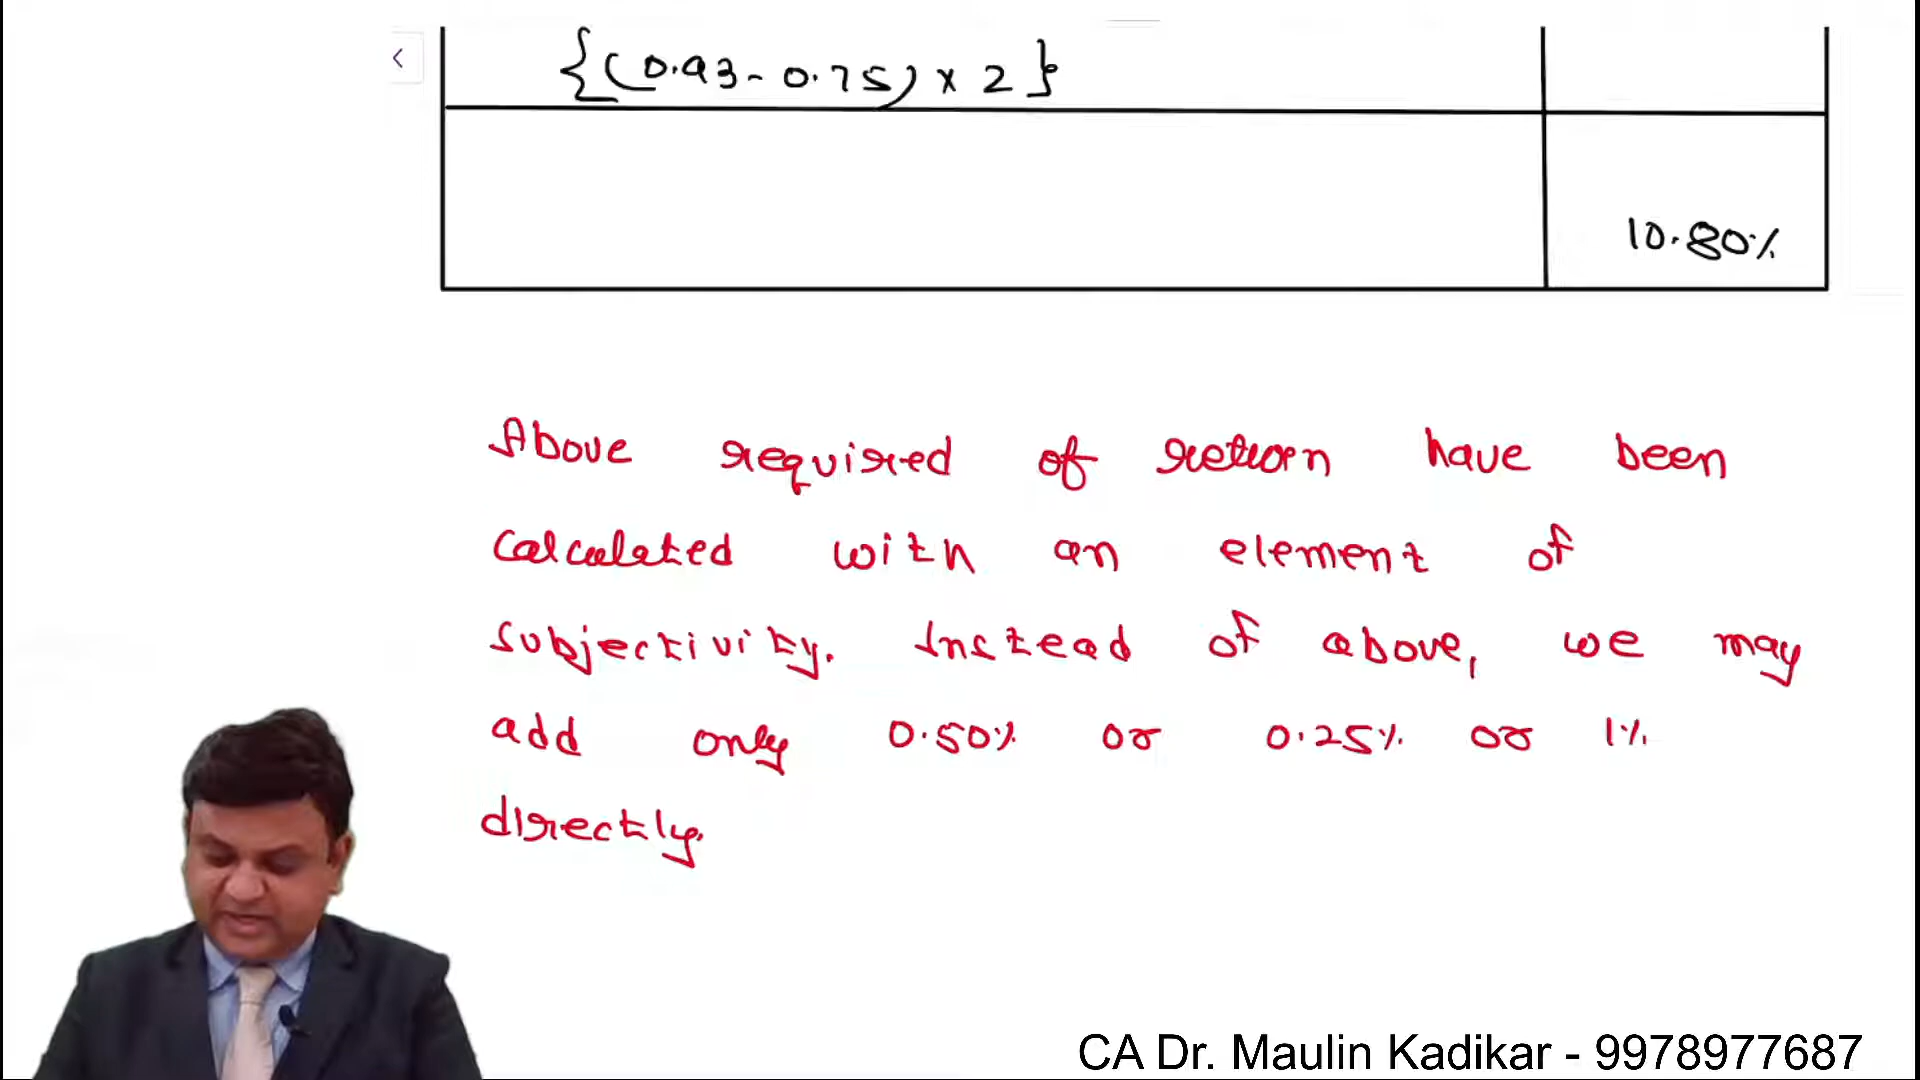 {(0.93-0.75) x 2}
10.80%
Above required of return have been
calculated with an element of
subjectivity. Instead of above, we may
add only 0.50% or 0.25% or 1%
directly.
CA Dr. Maulin Kadikar - 9978977687